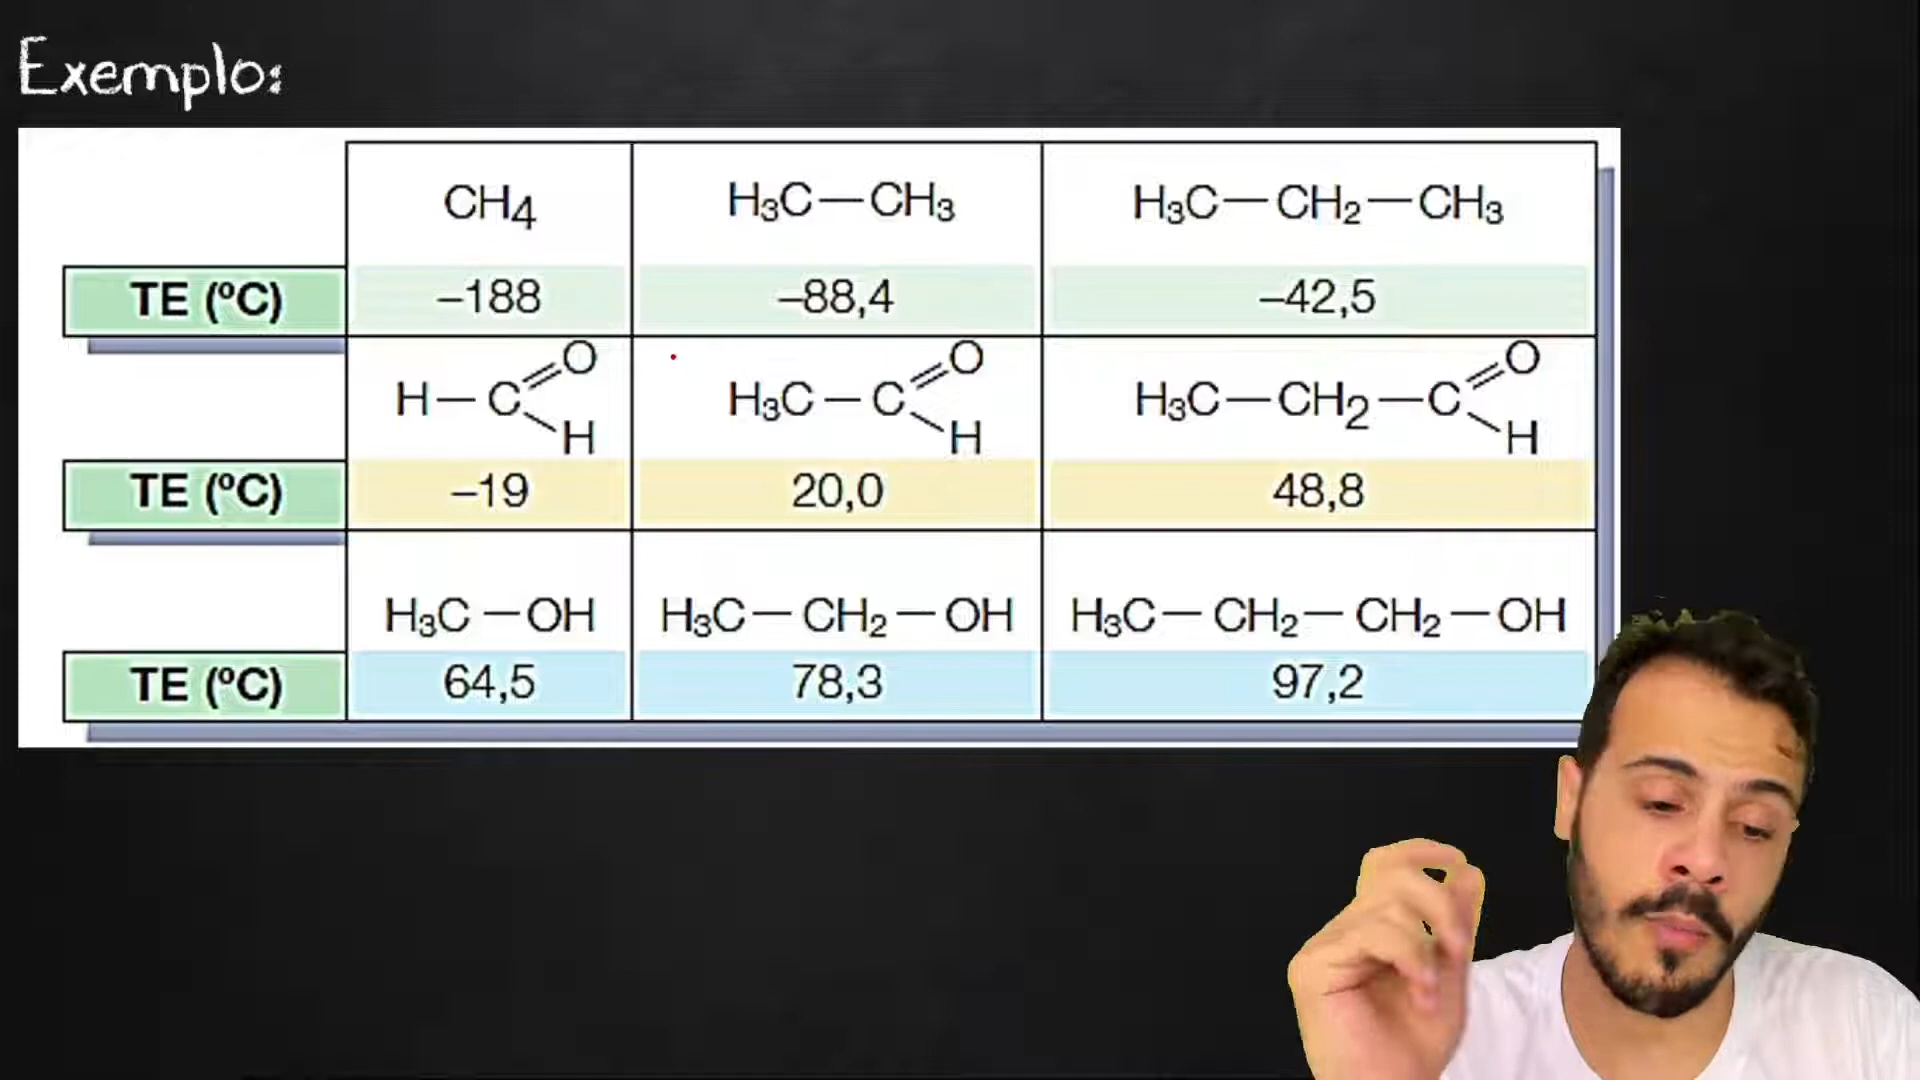 Exemplo:
CH₄ H₃C—CH₃ H₃C—CH₂—CH₃
TE (ºC) –188 –88,4 –42,5
H—C=O H H₃C—C=O H H₃C—CH₂—C=O H
TE (ºC) –19 20,0 48,8
H₃C—OH H₃C—CH₂—OH H₃C—CH₂—CH₂—OH
TE (ºC) 64,5 78,3 97,2